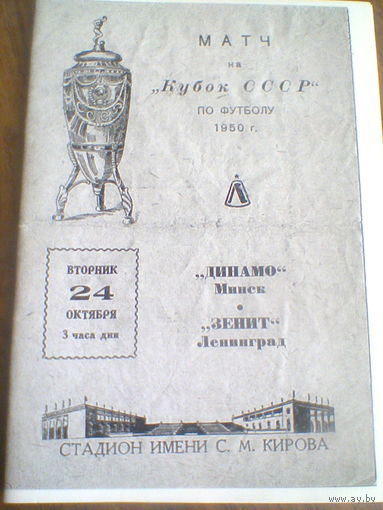 МАТЧ
на
„Кубок СССР“
ПО ФУТБОЛУ
1950 г.
Л
ВТОРНИК
24
ОКТЯБРЯ
3 часа дня
„ДИНАМО“
Минск
•
„ЗЕНИТ“
Ленинград
СТАДИОН ИМЕНИ С. М. КИРОВА
www.ay.by